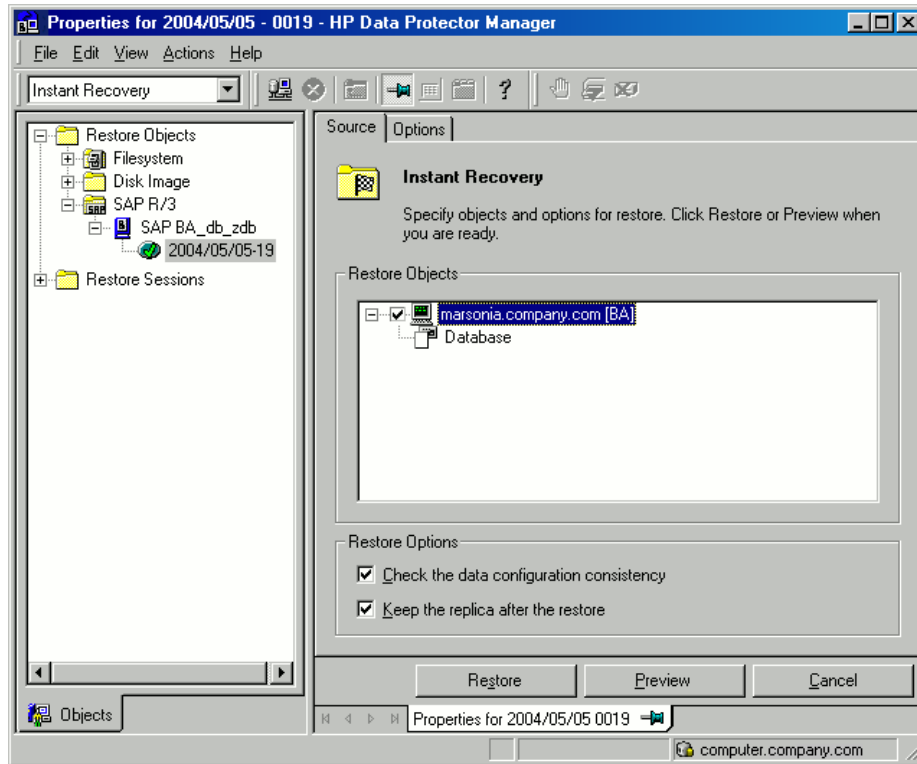 Properties for 2004/05/05 - 0019 - HP Data Protector Manager
File Edit View Actions Help
Instant Recovery
Restore Objects
Filesystem
Disk Image
SAP R/3
SAP BA_db_zdb
2004/05/05-19
Restore Sessions
Objects
Source Options
Instant Recovery
Specify objects and options for restore. Click Restore or Preview when
you are ready.
Restore Objects
marsonia.company.com [BA]
Database
Restore Options
Check the data configuration consistency
Keep the replica after the restore
Restore Preview Cancel
Properties for 2004/05/05 0019
computer.company.com